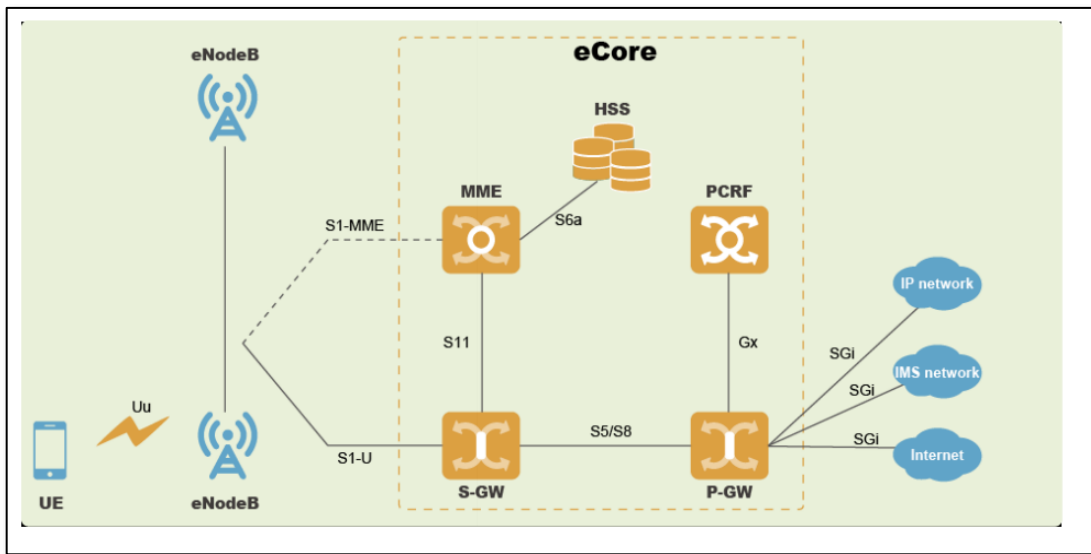 eCore
eNodeB
HSS
MME
PCRF
S1-MME
S6a
IP network
S11
Gx
SGi
IMS network
SGi
Uu
S5/S8
SGi
Internet
S1-U
UE
eNodeB
S-GW
P-GW